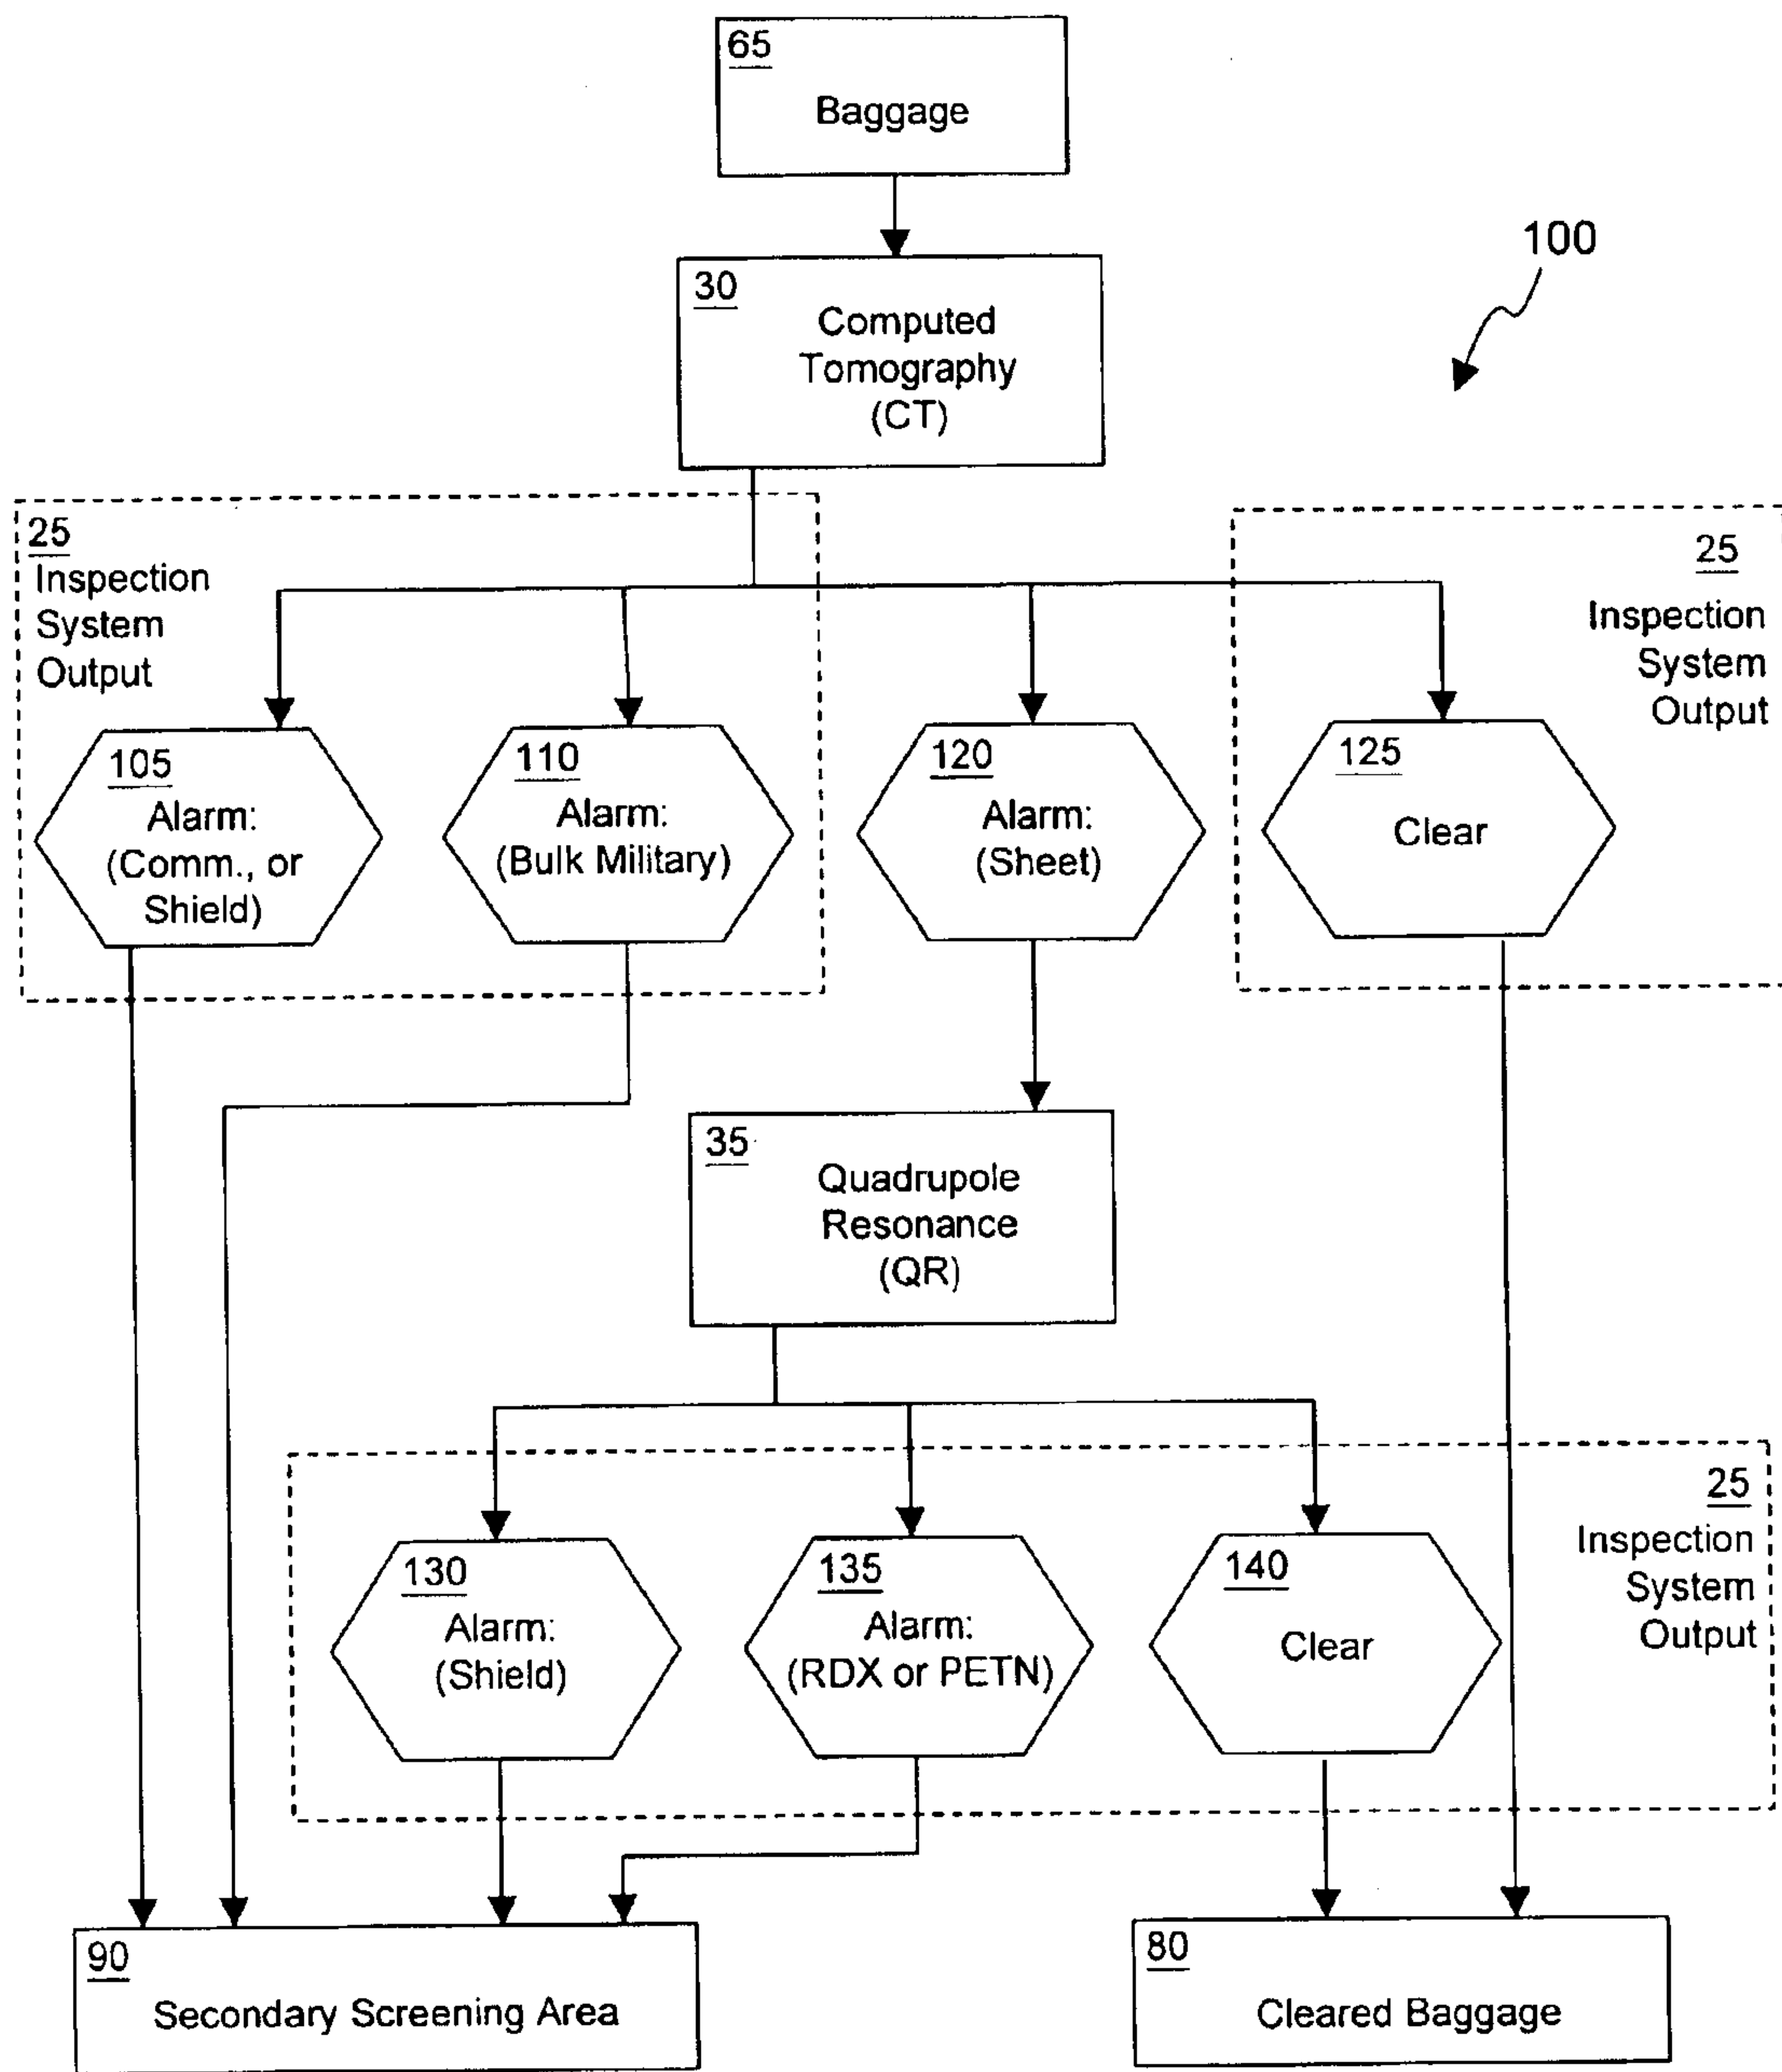 65
Baggage
100
30
Computed
Tomography
(CT)
25
Inspection
System
Output
25
Inspection
System
Output
105
Alarm:
(Comm., or
Shield)
110
Alarm:
(Bulk Military)
120
Alarm:
(Sheet)
125
Clear
35
Quadrupole
Resonance
(QR)
25
Inspection
System
Output
130
Alarm:
(Shield)
135
Alarm:
(RDX or PETN)
140
Clear
90
Secondary Screening Area
80
Cleared Baggage